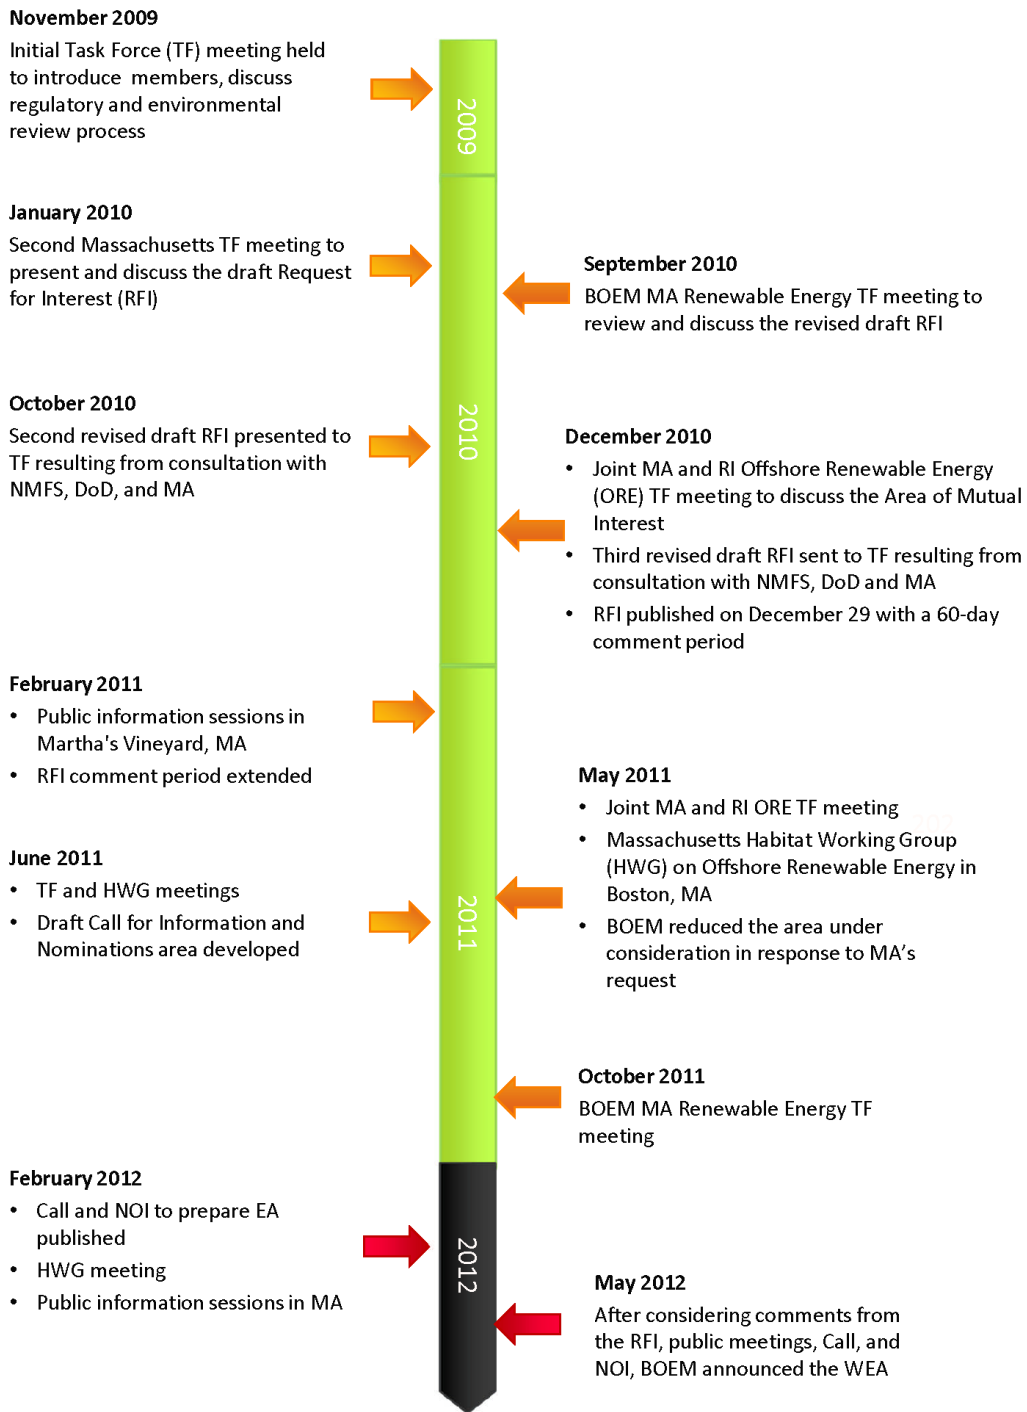 November 2009
Initial Task Force (TF) meeting held
to introduce members, discuss
regulatory and environmental
review process
2009
January 2010
Second Massachusetts TF meeting to
present and discuss the draft Request
for Interest (RFI)
September 2010
BOEM MA Renewable Energy TF meeting to
review and discuss the revised draft RFI
October 2010
Second revised draft RFI presented to
TF resulting from consultation with
NMFS, DoD, and MA
2010
December 2010
• Joint MA and RI Offshore Renewable Energy
(ORE) TF meeting to discuss the Area of Mutual
Interest
• Third revised draft RFI sent to TF resulting from
consultation with NMFS, DoD and MA
• RFI published on December 29 with a 60-day
comment period
February 2011
• Public information sessions in
Martha's Vineyard, MA
• RFI comment period extended
May 2011
• Joint MA and RI ORE TF meeting
• Massachusetts Habitat Working Group
(HWG) on Offshore Renewable Energy in
Boston, MA
• BOEM reduced the area under
consideration in response to MA’s
request
June 2011
• TF and HWG meetings
• Draft Call for Information and
Nominations area developed
2011
October 2011
BOEM MA Renewable Energy TF
meeting
February 2012
• Call and NOI to prepare EA
published
• HWG meeting
• Public information sessions in MA
2012
May 2012
After considering comments from
the RFI, public meetings, Call, and
NOI, BOEM announced the WEA